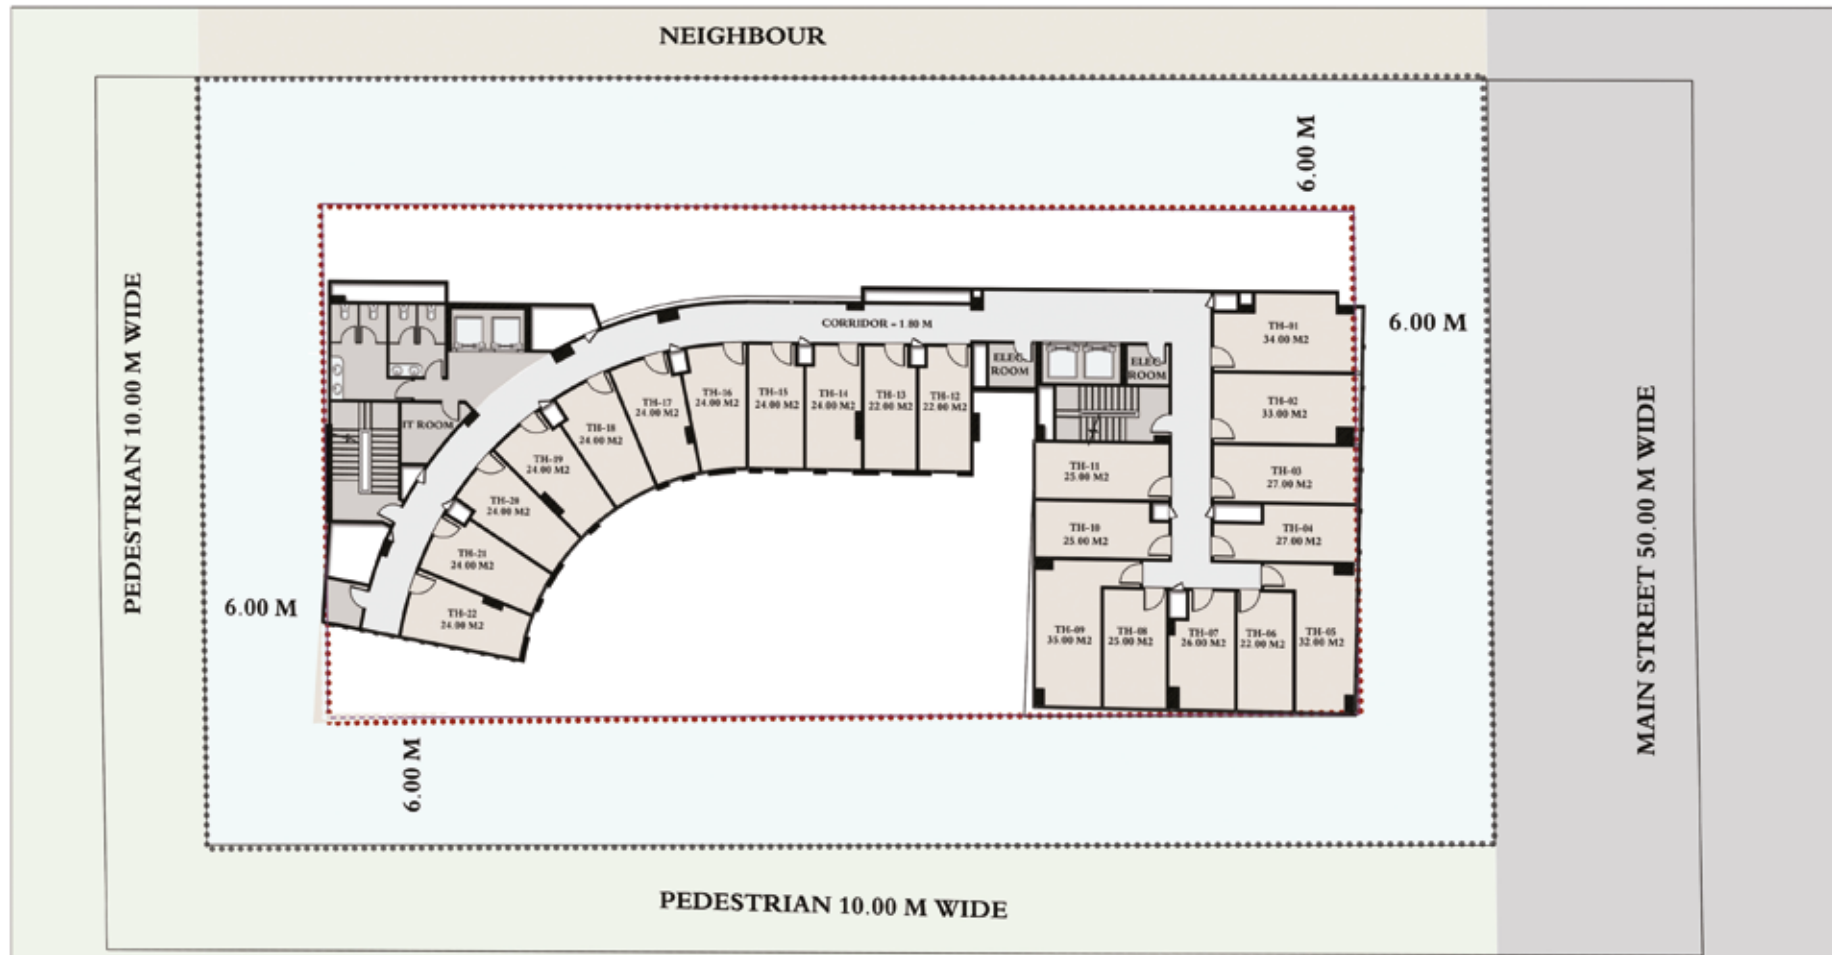 NEIGHBOUR
6.00 M
PEDESTRIAN 10.00 M WIDE
6.00 M
MAIN STREET 50.00 M WIDE
CORRIDOR = 1.80 M
TH-01
34.00 M2
ELEC
ROOM
ELEC
ROOM
TH-02
33.00 M2
TH-16
24.00 M2
TH-15
24.00 M2
TH-14
24.00 M2
TH-13
22.00 M2
TH-12
22.00 M2
TH-17
24.00 M2
IT ROOM
TH-18
24.00 M2
TH-19
24.00 M2
TH-11
25.00 M2
TH-03
27.00 M2
TH-20
24.00 M2
TH-10
25.00 M2
TH-04
27.00 M2
TH-21
24.00 M2
6.00 M
TH-22
24.00 M2
TH-09
35.00 M2
TH-08
25.00 M2
TH-07
26.00 M2
TH-06
22.00 M2
TH-05
32.00 M2
6.00 M
PEDESTRIAN 10.00 M WIDE